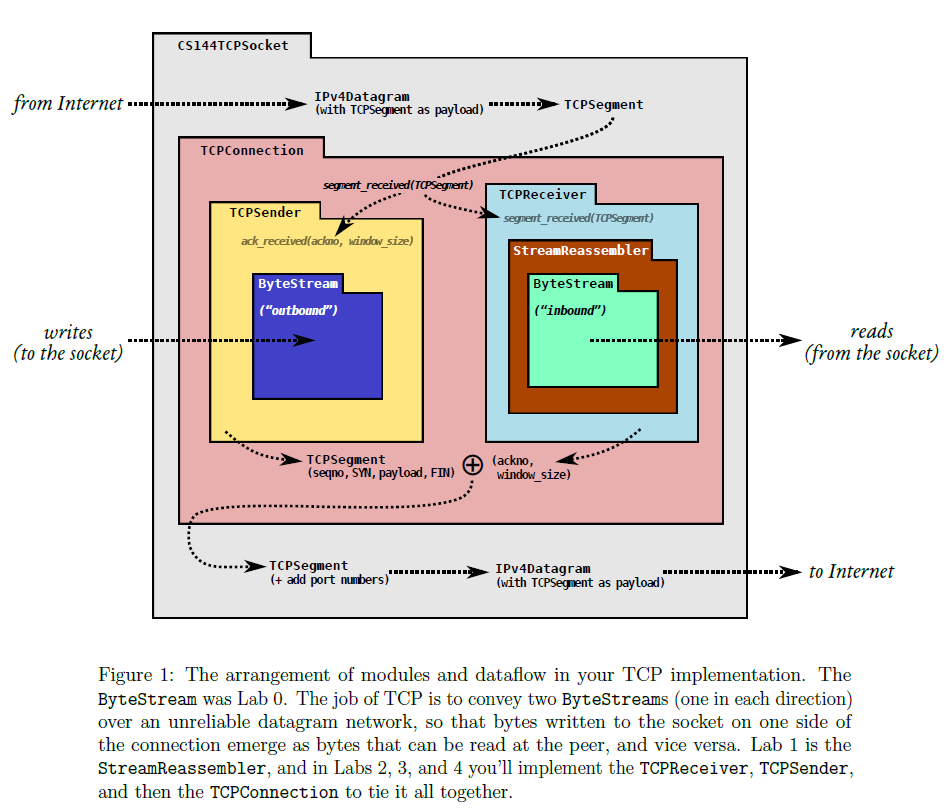 CS144TCPSocket
from Internet
IPv4Datagram
(with TCPSegment as payload)
TCPSegment
TCPConnection
segment_received(TCPSegment)
TCPReceiver
segment_received(TCPSegment)
TCPSender
ack_received(ackno, window_size)
StreamReassembler
ByteStream
(“outbound”)
ByteStream
(“inbound”)
writes
(to the socket)
reads
(from the socket)
TCPSegment
(seqno, SYN, payload, FIN)
(ackno,
window_size)
TCPSegment
(+ add port numbers)
IPv4Datagram
(with TCPSegment as payload)
to Internet
Figure 1: The arrangement of modules and dataflow in your TCP implementation. The
ByteStream was Lab 0. The job of TCP is to convey two ByteStreams (one in each direction)
over an unreliable datagram network, so that bytes written to the socket on one side of
the connection emerge as bytes that can be read at the peer, and vice versa. Lab 1 is the
StreamReassembler, and in Labs 2, 3, and 4 you’ll implement the TCPReceiver, TCPSender,
and then the TCPConnection to tie it all together.